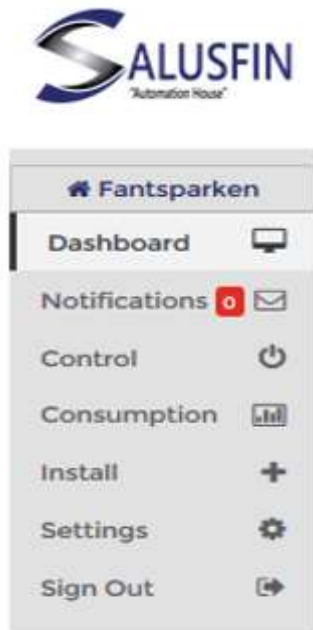 SALUSFIN
"Automation House"
Fantsparken
Dashboard
Notifications 0
Control
Consumption
Install
Settings
Sign Out